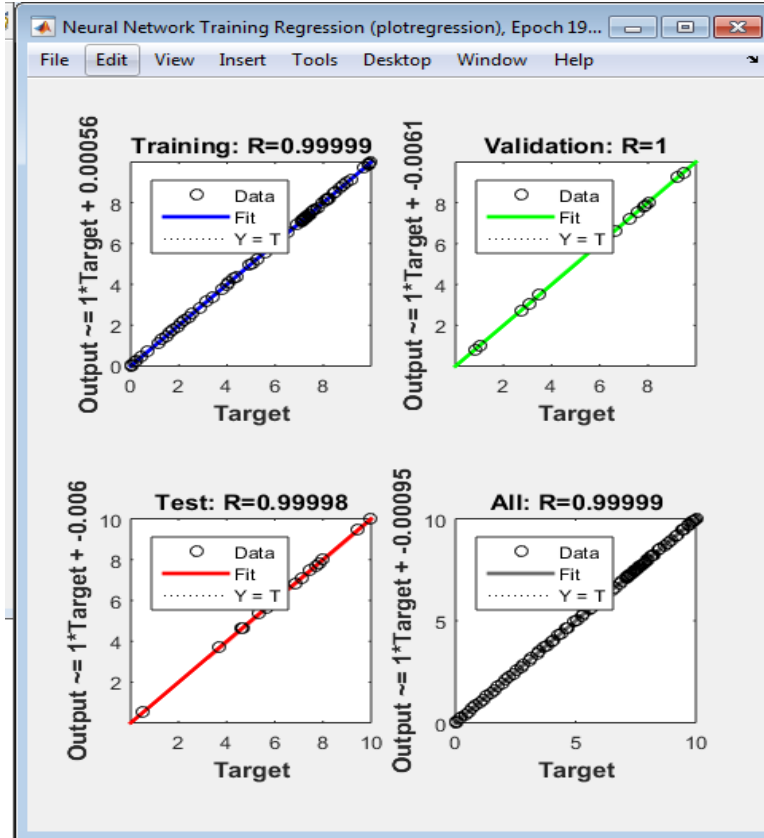 Neural Network Training Regression (plotregression), Epoch 19...
File Edit View Insert Tools Desktop Window Help
Training: R=0.99999
Output ~= 1*Target + 0.00056
Data
Fit
Y = T
8
6
4
2
0
0 2 4 6 8 10
Target
Validation: R=1
Output ~= 1*Target + -0.0061
Data
Fit
Y = T
8
6
4
2
2 4 6 8
Target
Test: R=0.99998
Output ~= 1*Target + -0.006
Data
Fit
Y = T
10
8
6
4
2
2 4 6 8 10
Target
All: R=0.99999
Output ~= 1*Target + -0.00095
Data
Fit
Y = T
10
5
0
0 5 10
Target